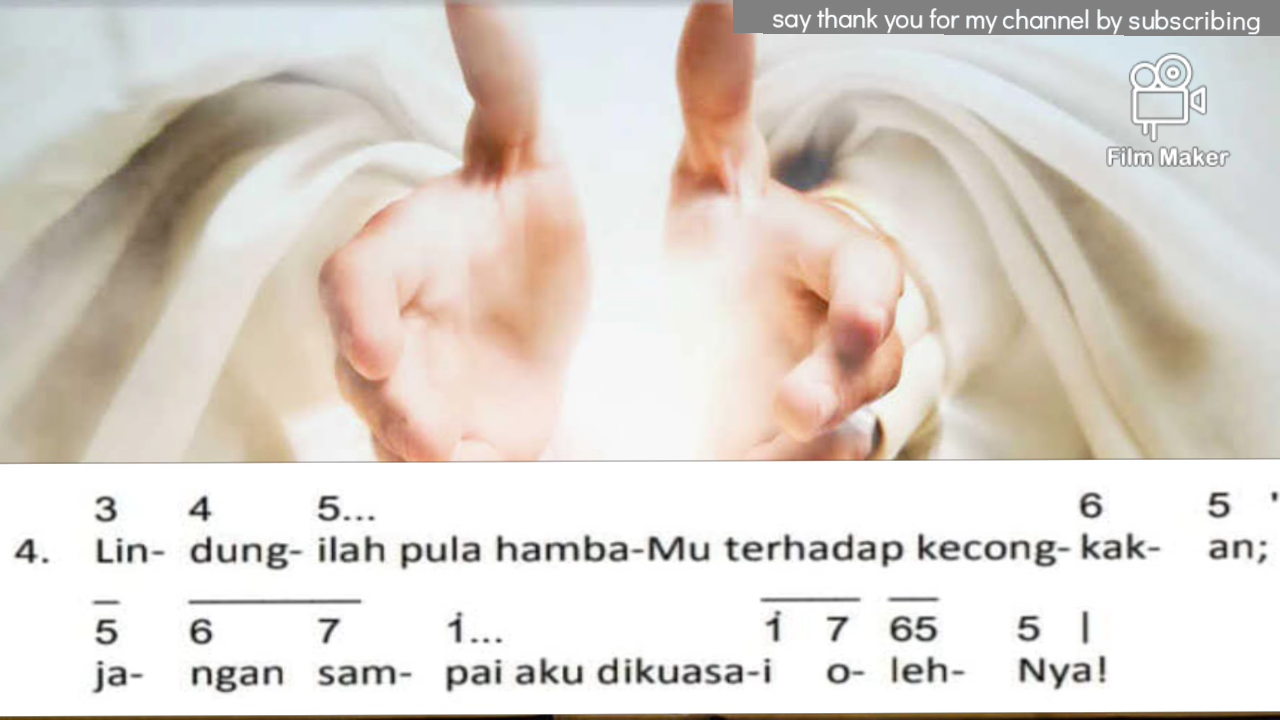 say thank you for my channel by subscribing
Film Maker
3 4 5... 6 5 '
4. Lin- dung- ilah pula hamba-Mu terhadap kecong- kak- an;
5 6 7 1̇... 1̇ 7 65 5 |
ja- ngan sam- pai aku dikuasa-i o- leh- Nya!